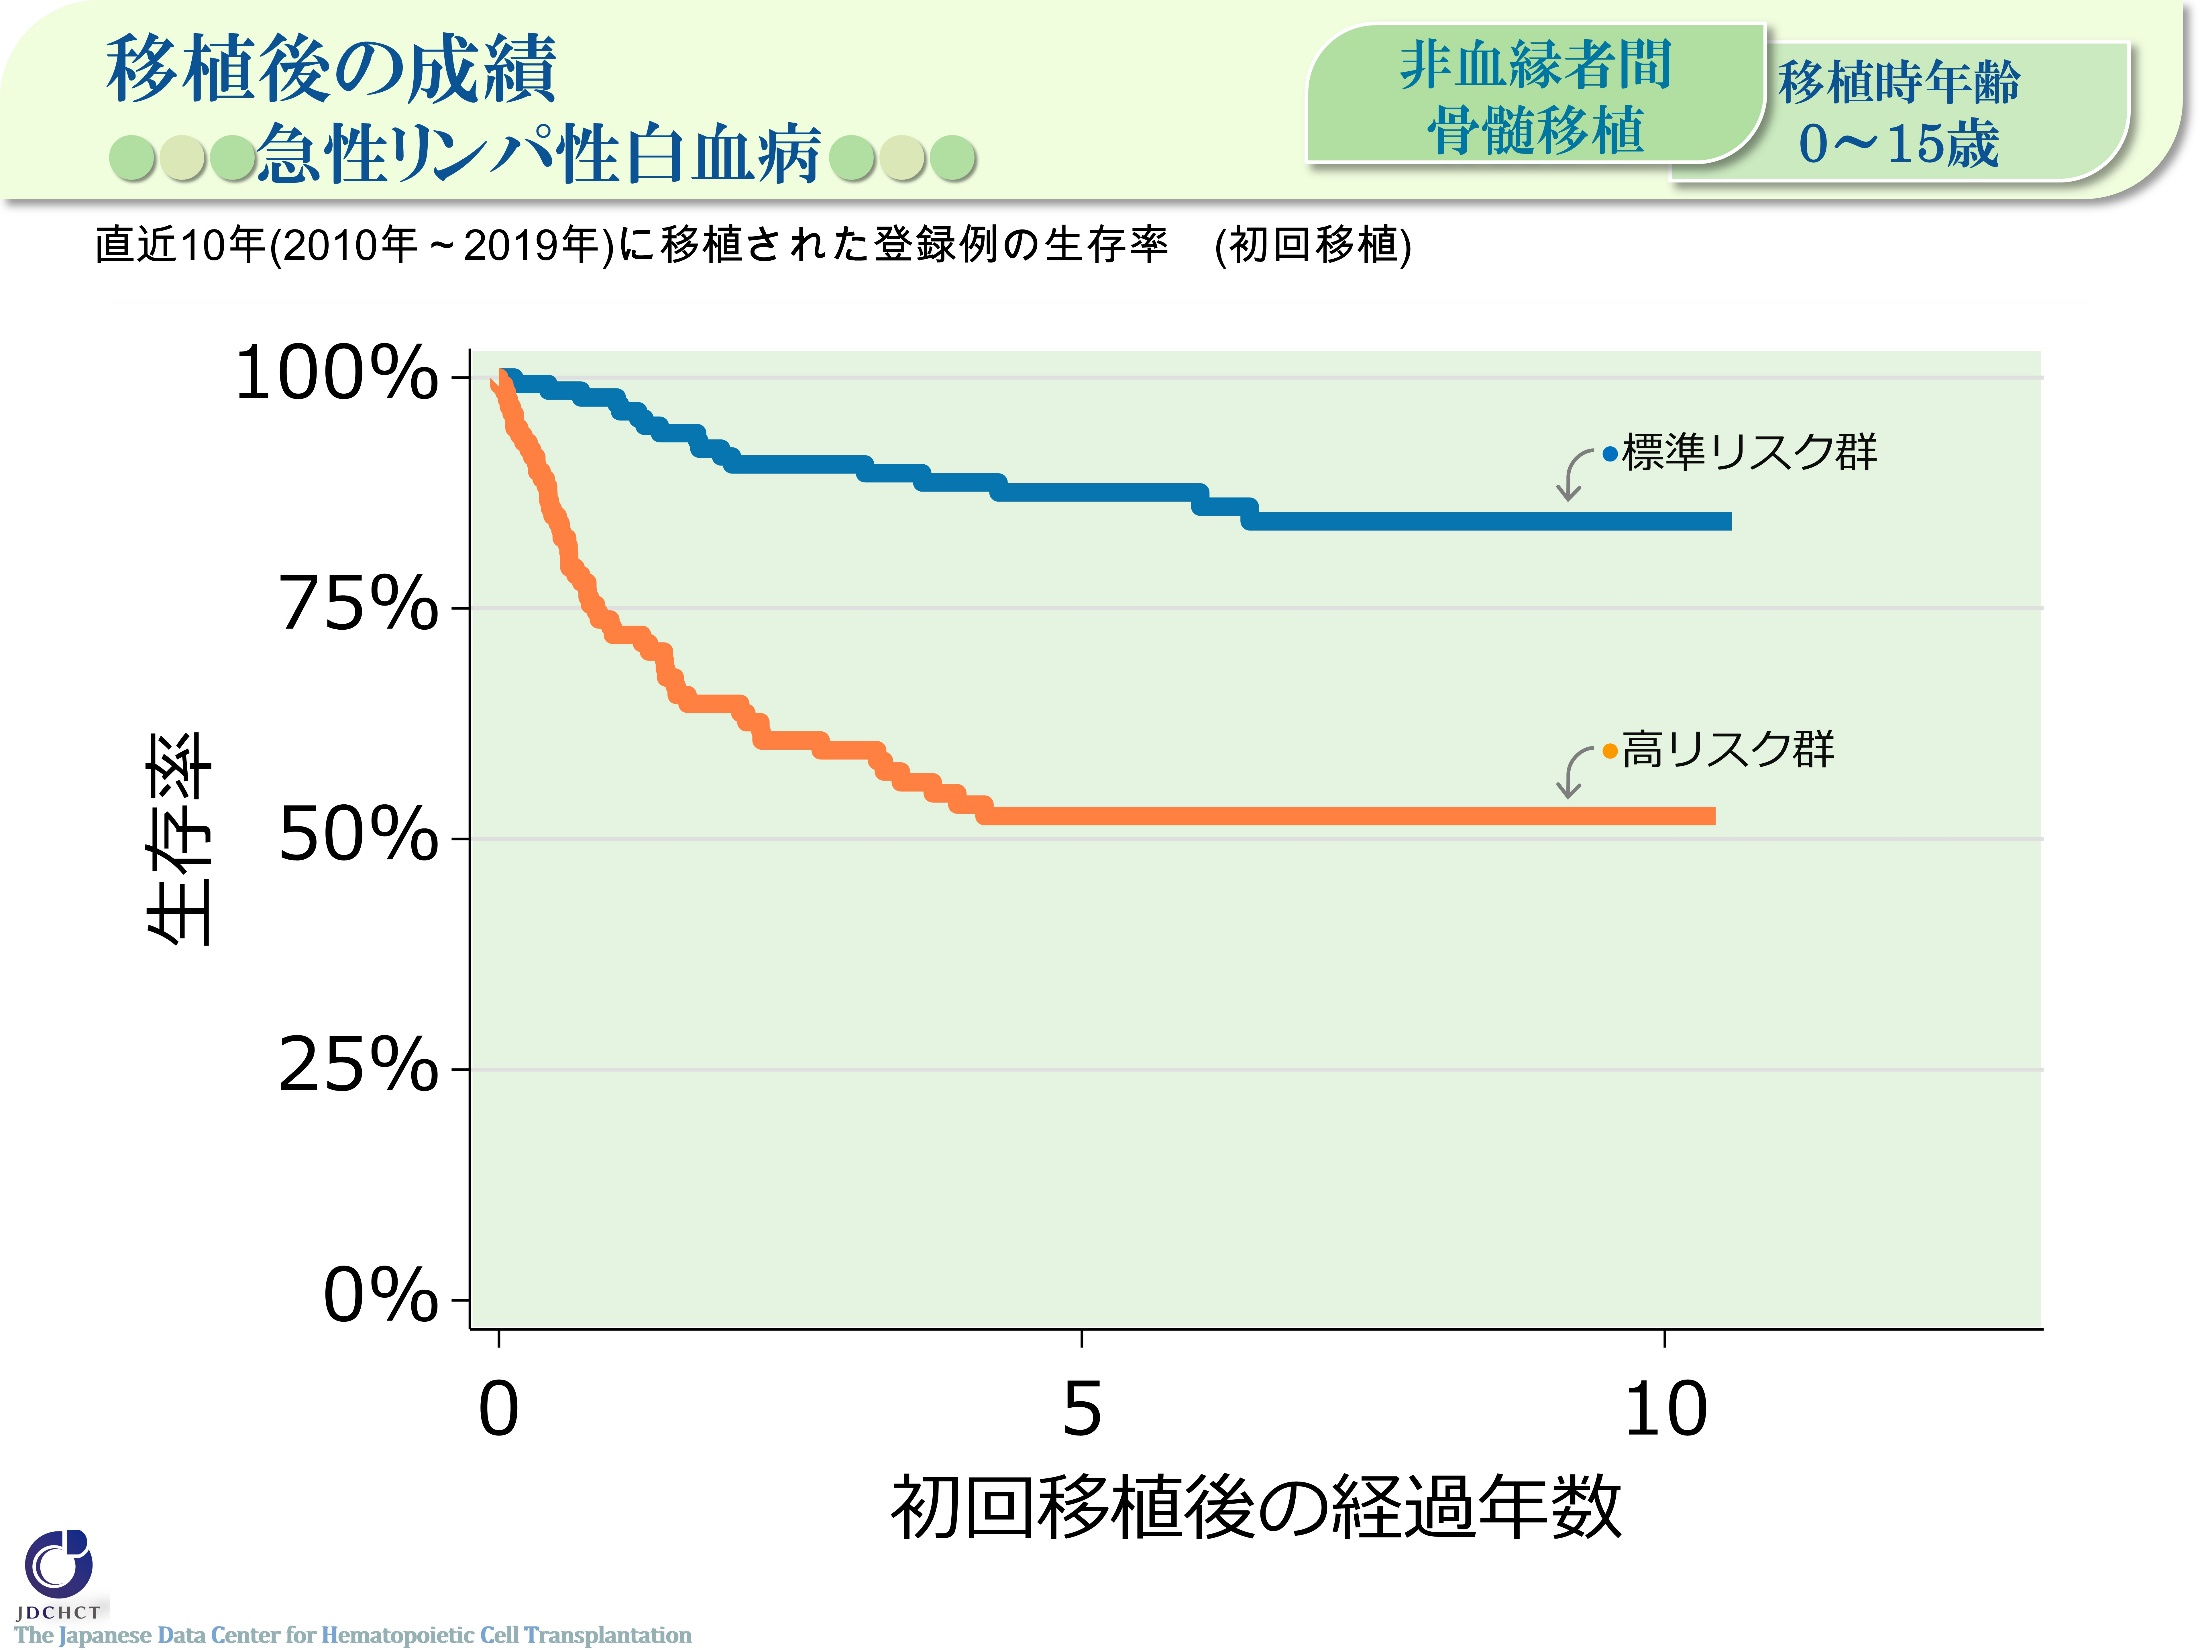 移植後の成績
急性リンパ性白血病
非血縁者間
骨髄移植
移植時年齢
0〜15歳
直近10年(2010年～2019年)に移植された登録例の生存率　(初回移植)
100%
75%
50%
25%
0%
生存率
標準リスク群
高リスク群
0
5
10
初回移植後の経過年数
JDCHCT
The Japanese Data Center for Hematopoietic Cell Transplantation